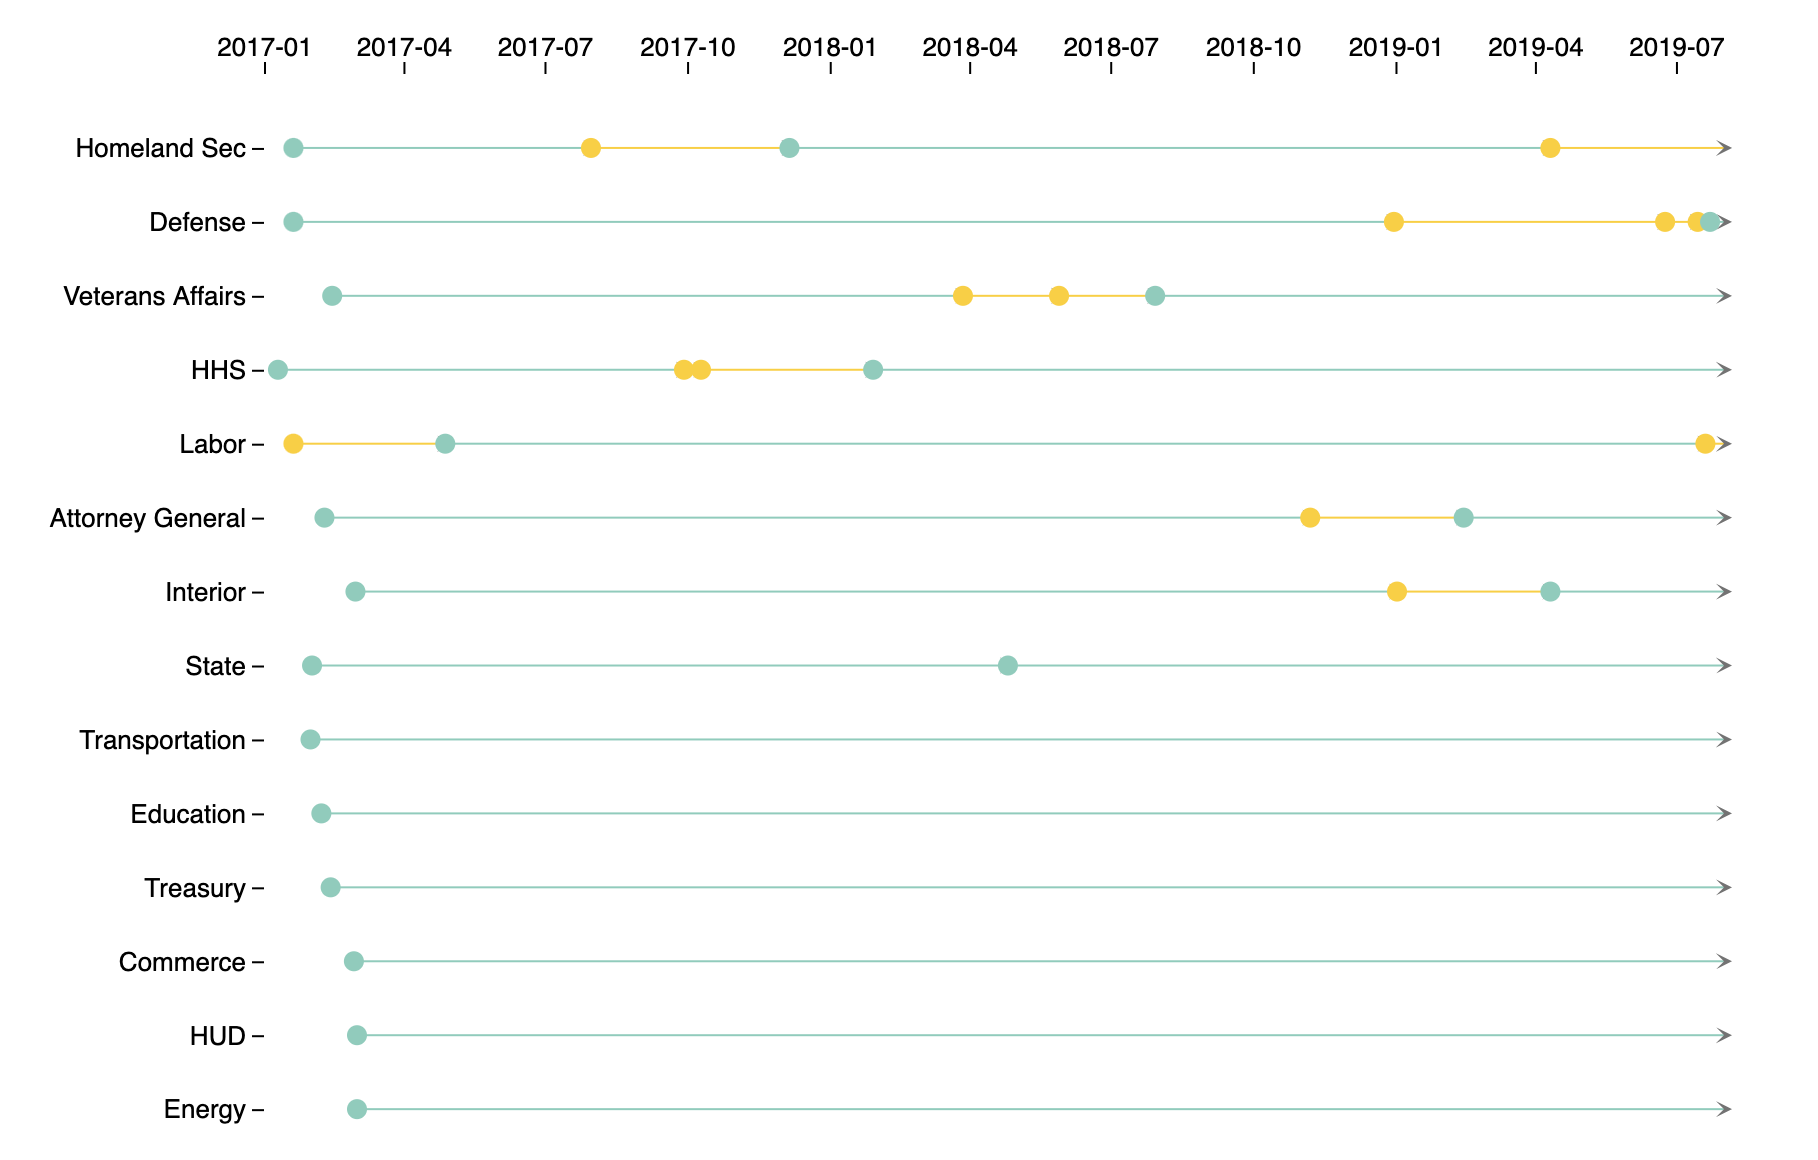 2017-01 2017-04 2017-07 2017-10 2018-01 2018-04 2018-07 2018-10 2019-01 2019-04 2019-07
Homeland Sec
Defense
Veterans Affairs
HHS
Labor
Attorney General
Interior
State
Transportation
Education
Treasury
Commerce
HUD
Energy